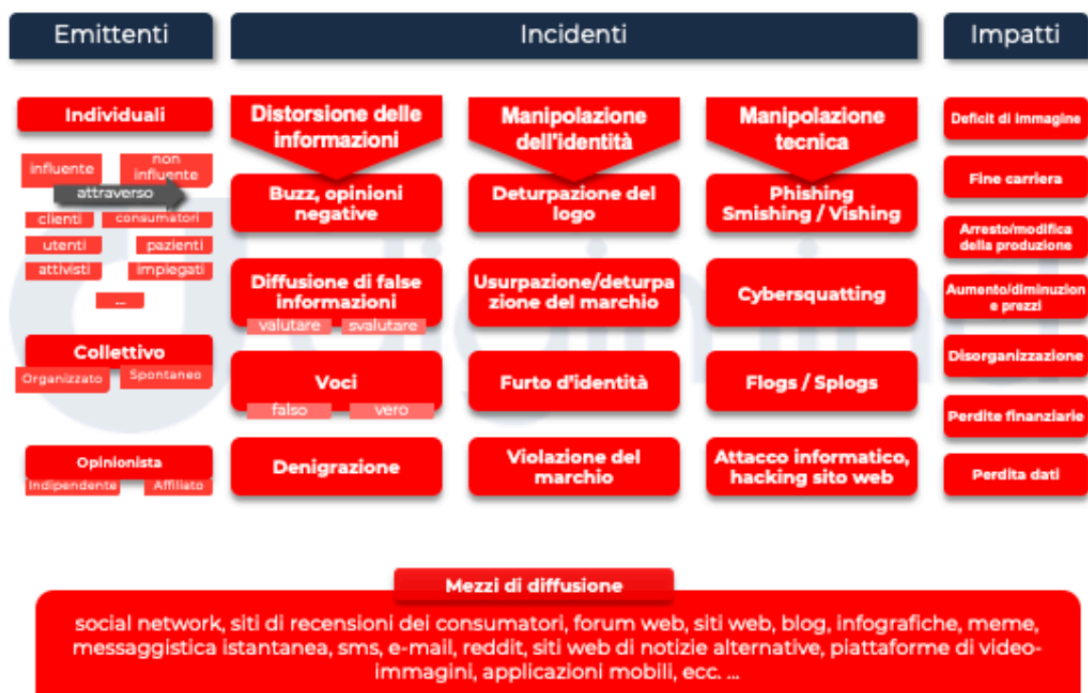 Emittenti
Incidenti
Impatti
Individuali
influente
non
influente
attraverso
clienti
consumatori
utenti
pazienti
attivisti
impiegati
...
Collettivo
Organizzato
Spontaneo
Opinionista
Indipendente
Affiliato
Distorsione delle
informazioni
Buzz, opinioni
negative
Diffusione di false
informazioni
valutare
svalutare
Voci
falso
vero
Denigrazione
Manipolazione
dell'identità
Deturpazione del
logo
Usurpazione/deturpa
zione del marchio
Furto d'identità
Violazione del
marchio
Manipolazione
tecnica
Phishing
Smishing / Vishing
Cybersquatting
Flogs / Splogs
Attacco informatico,
hacking sito web
Deficit di immagine
Fine carriera
Arresto/modifica
della produzione
Aumento/diminuzion
e prezzi
Disorganizzazione
Perdite finanziarie
Perdita dati
digimind
Mezzi di diffusione
social network, siti di recensioni dei consumatori, forum web, siti web, blog, infografiche, meme,
messaggistica istantanea, sms, e-mail, reddit, siti web di notizie alternative, piattaforme di video-
immagini, applicazioni mobili, ecc. ...